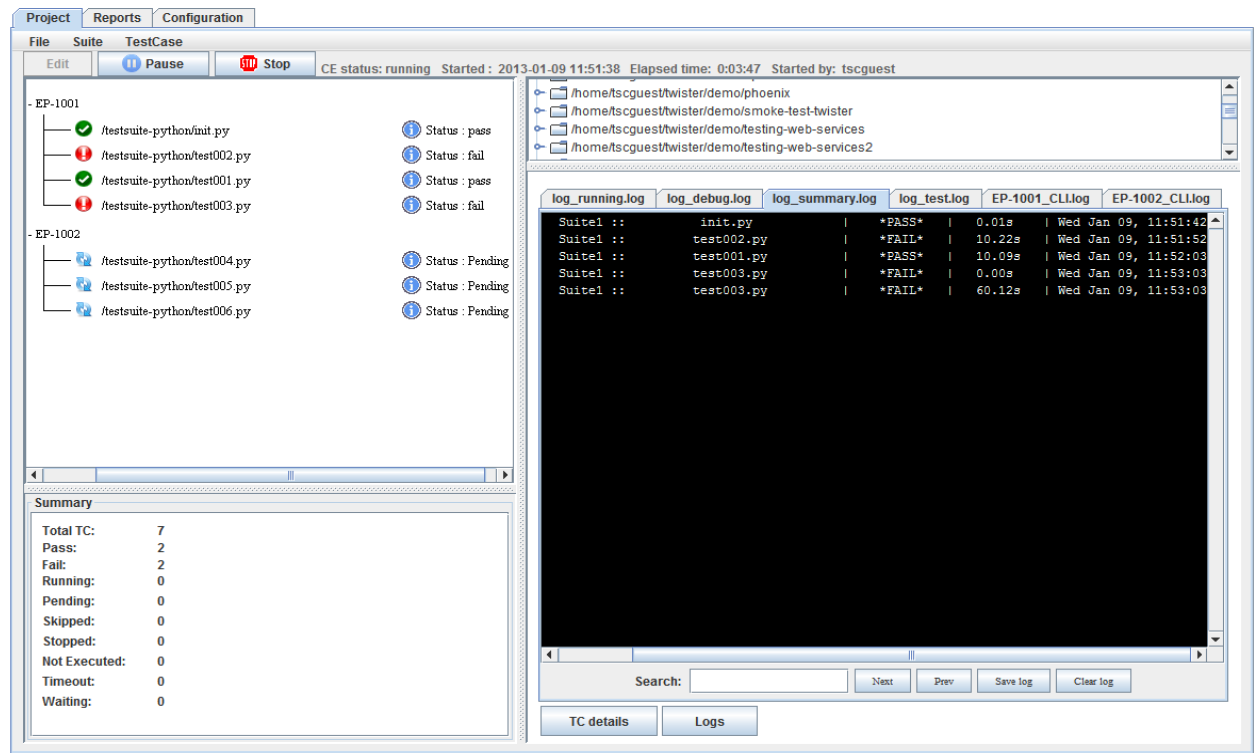 Project Reports Configuration
File Suite TestCase
Edit Pause STOP Stop CE status: running Started : 2013-01-09 11:51:38 Elapsed time: 0:03:47 Started by: tscguest
- EP-1001
/testsuite-python/init.py Status : pass
/testsuite-python/test002.py Status : fail
/testsuite-python/test001.py Status : pass
/testsuite-python/test003.py Status : fail
- EP-1002
/testsuite-python/test004.py Status : Pending
/testsuite-python/test005.py Status : Pending
/testsuite-python/test006.py Status : Pending
Summary
Total TC: 7
Pass: 2
Fail: 2
Running: 0
Pending: 0
Skipped: 0
Stopped: 0
Not Executed: 0
Timeout: 0
Waiting: 0
/home/tscguest/twister/demo/phoenix
/home/tscguest/twister/demo/smoke-test-twister
/home/tscguest/twister/demo/testing-web-services
/home/tscguest/twister/demo/testing-web-services2
log_running.log log_debug.log log_summary.log log_test.log EP-1001_CLI.log EP-1002_CLI.log
Suite1 :: init.py | *PASS* | 0.01s | Wed Jan 09, 11:51:42
Suite1 :: test002.py | *FAIL* | 10.22s | Wed Jan 09, 11:51:52
Suite1 :: test001.py | *PASS* | 10.09s | Wed Jan 09, 11:52:03
Suite1 :: test003.py | *FAIL* | 0.00s | Wed Jan 09, 11:53:03
Suite1 :: test003.py | *FAIL* | 60.12s | Wed Jan 09, 11:53:03
Search: Next Prev Save log Clear log
TC details Logs